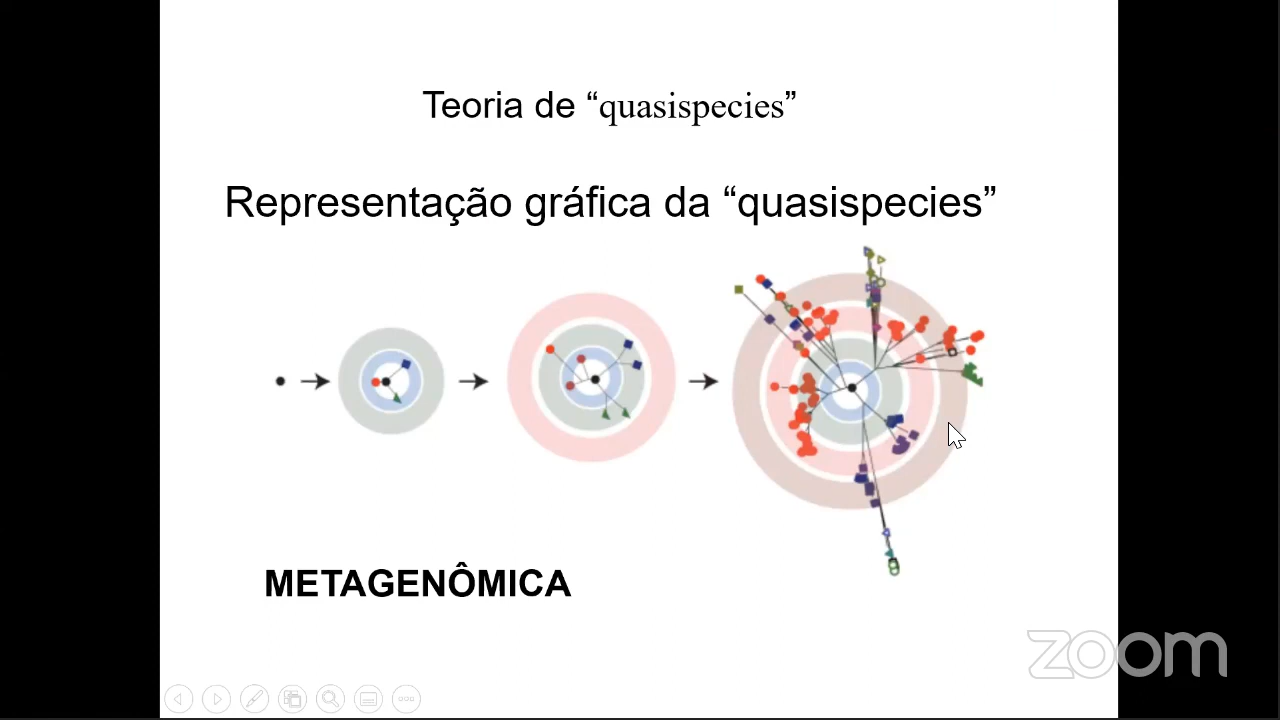 Teoria de “quasispecies”
Representação gráfica da “quasispecies”
METAGENÔMICA
zoom